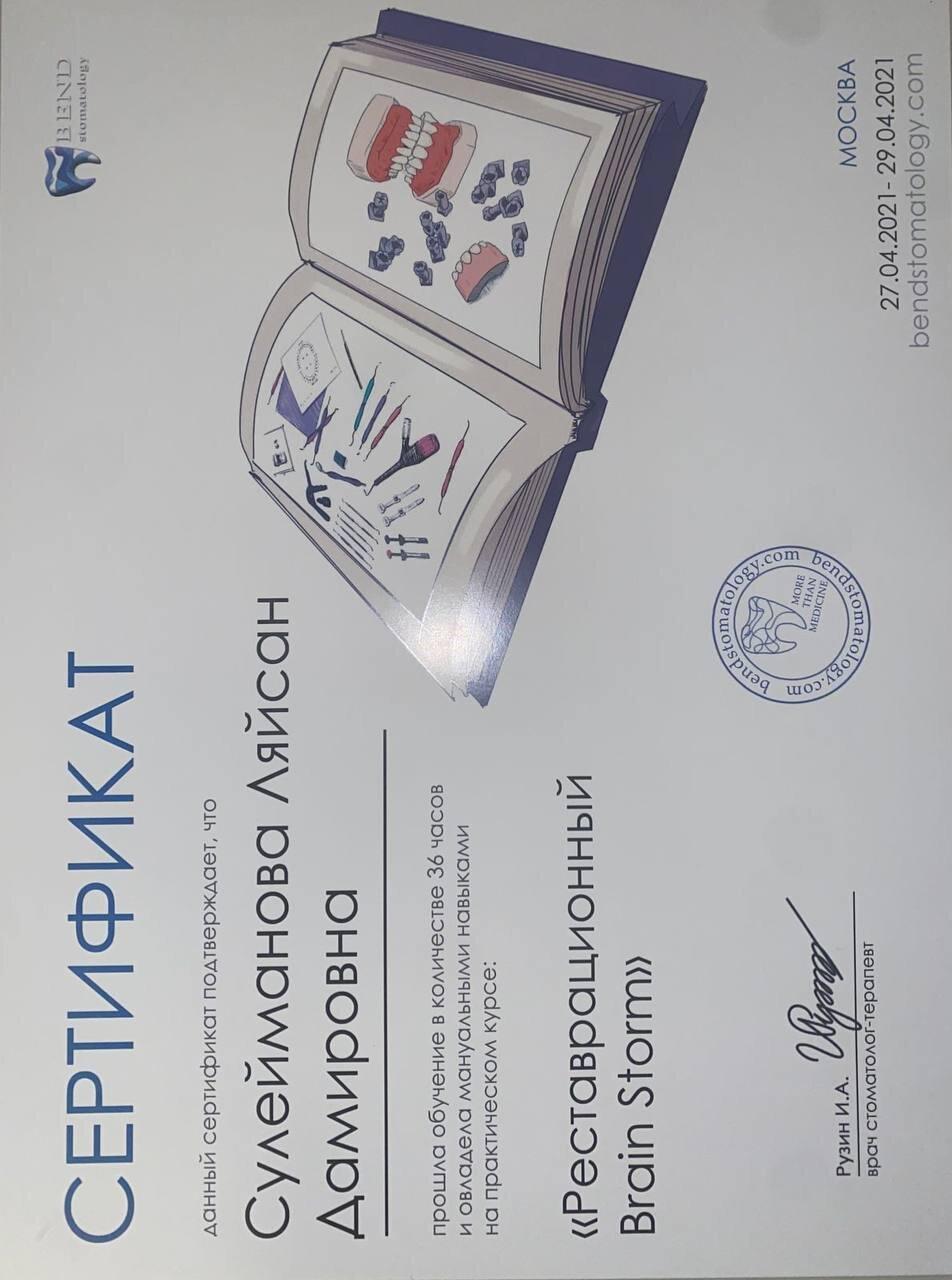 BEND
stomatology
СЕРТИФИКАТ
данный сертификат подтверждает, что
Сулейманова Ляйсан
Дамировна
прошла обучение в количестве 36 часов
и овладела мануальными навыками
на практическом курсе:
«Реставрационный
Brain Storm»
Рузин И.А.
врач стоматолог-терапевт
bendstomatology.com bendstomatology.com
MORE
THAN
MEDICINE
МОСКВА
27.04.2021- 29.04.2021
bendstomatology.com